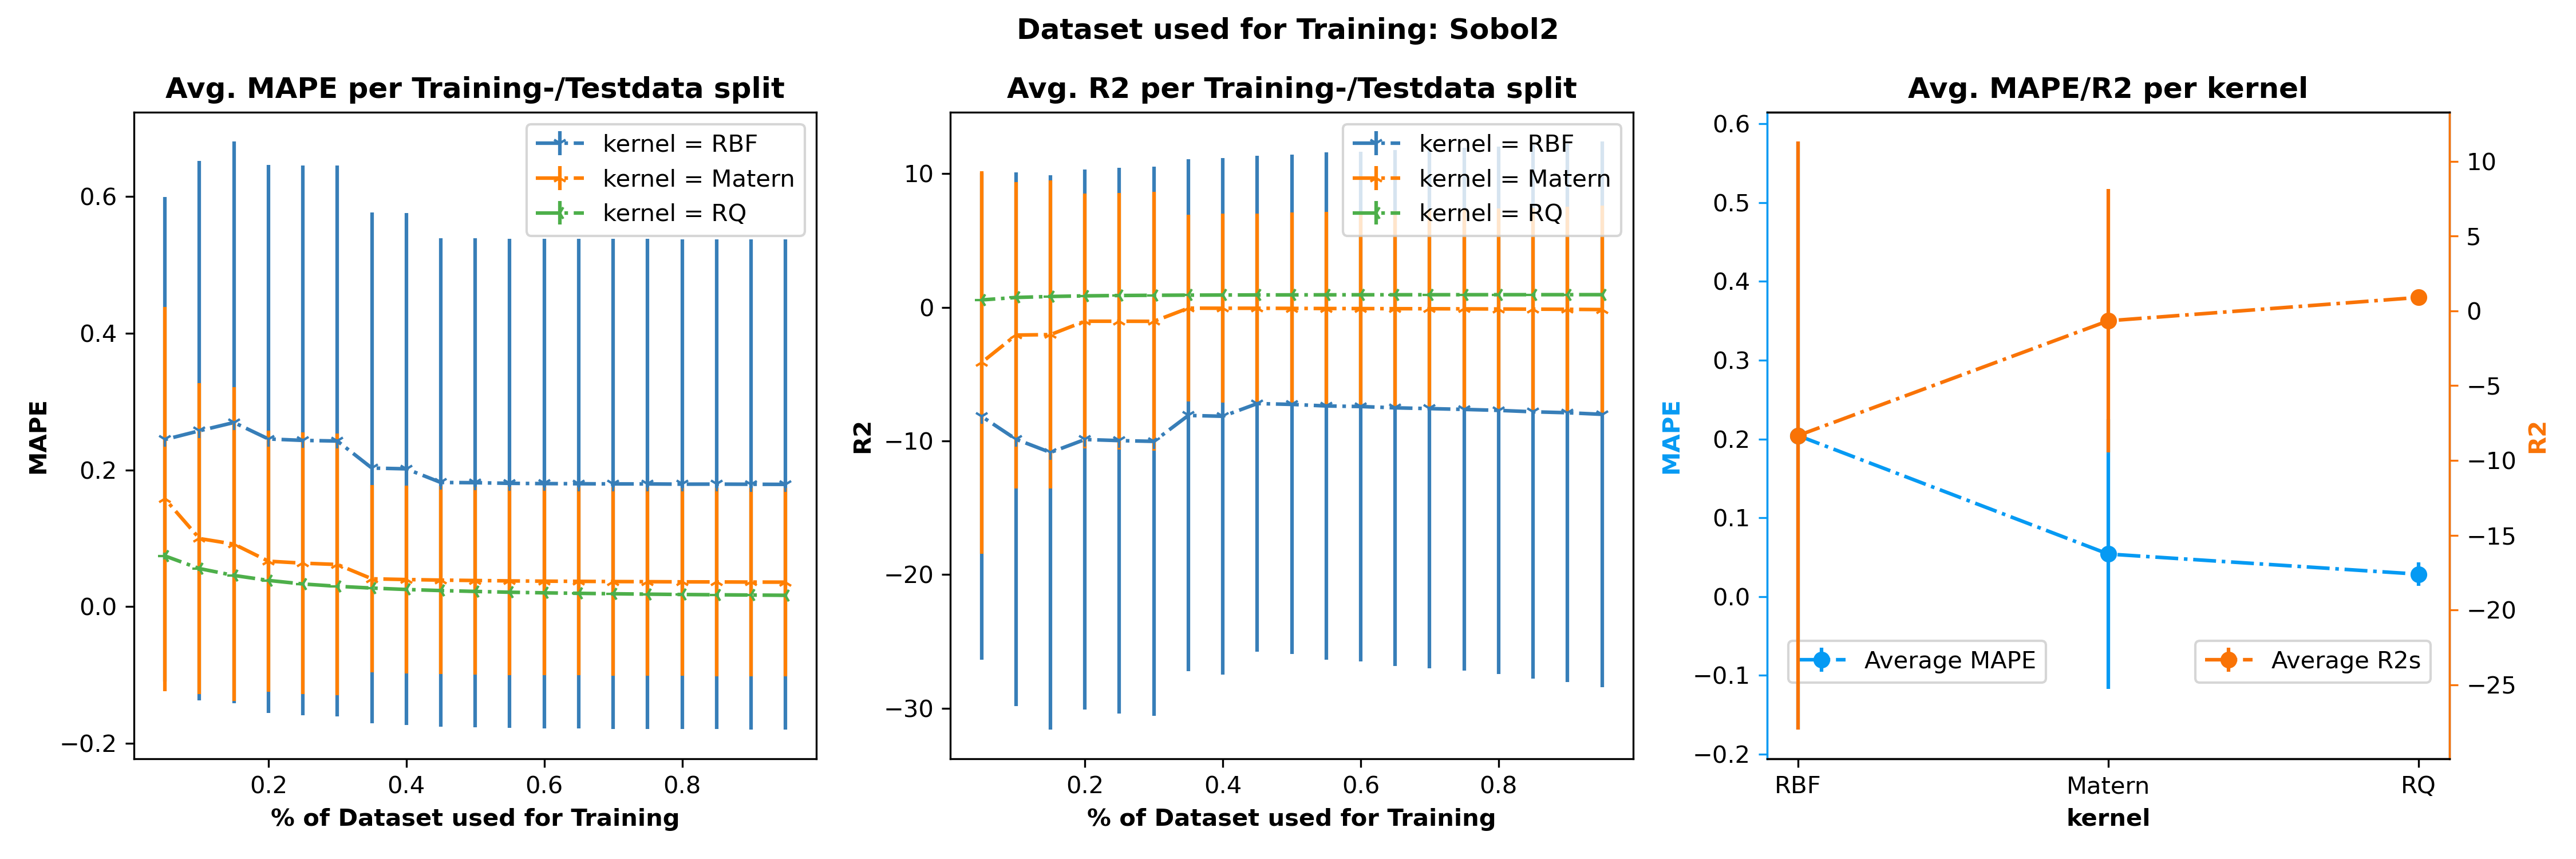 Dataset used for Training: Sobol2
Avg. MAPE per Training-/Testdata split
kernel = RBF
kernel = Matern
kernel = RQ
MAPE
0.6
0.4
0.2
0.0
−0.2
0.2
0.4
0.6
0.8
% of Dataset used for Training
Avg. R2 per Training-/Testdata split
kernel = RBF
kernel = Matern
kernel = RQ
R2
10
0
−10
−20
−30
0.2
0.4
0.6
0.8
% of Dataset used for Training
Avg. MAPE/R2 per kernel
MAPE
0.6
0.5
0.4
0.3
0.2
0.1
0.0
−0.1
−0.2
10
5
0
−5
−10
−15
−20
−25
R2
Average MAPE
Average R2s
RBF
Matern
RQ
kernel